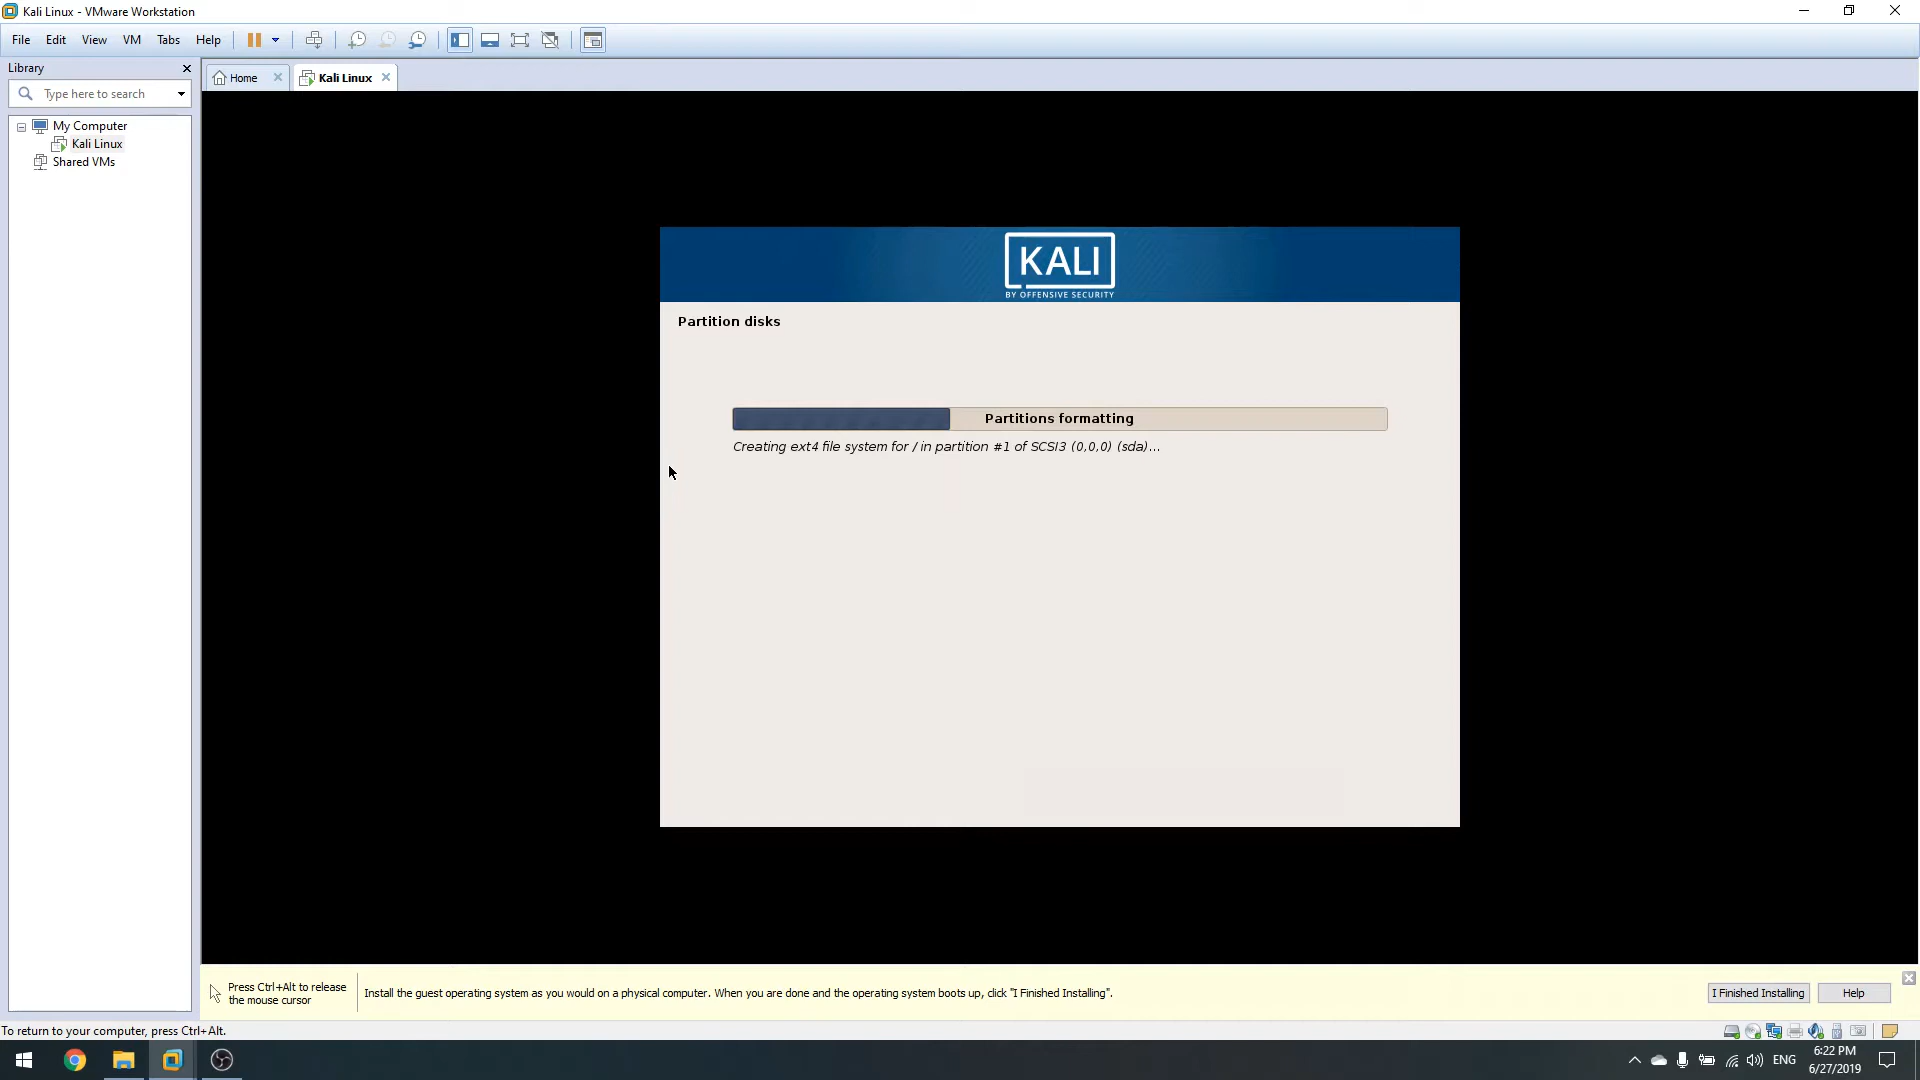 Kali Linux - VMware Workstation
File Edit View VM Tabs Help
Library
Type here to search
My Computer
Kali Linux
Shared VMs
Home
Kali Linux
KALI
BY OFFENSIVE SECURITY
Partition disks
Partitions formatting
Creating ext4 file system for / in partition #1 of SCSI3 (0,0,0) (sda)...
Press Ctrl+Alt to release
the mouse cursor
Install the guest operating system as you would on a physical computer. When you are done and the operating system boots up, click "I Finished Installing".
I Finished Installing
Help
To return to your computer, press Ctrl+Alt.
ENG
6:22 PM
6/27/2019